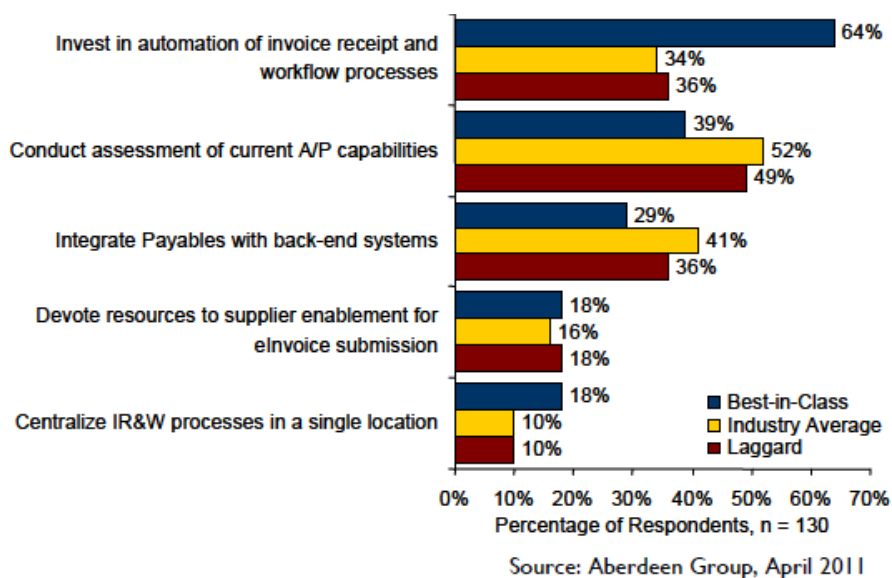 Invest in automation of invoice receipt and
workflow processes
64%
34%
36%
Conduct assessment of current A/P capabilities
39%
52%
49%
Integrate Payables with back-end systems
29%
41%
36%
Devote resources to supplier enablement for
eInvoice submission
18%
16%
18%
Centralize IR&W processes in a single location
18%
10%
10%
Best-in-Class
Industry Average
Laggard
0% 10% 20% 30% 40% 50% 60% 70%
Percentage of Respondents, n = 130
Source: Aberdeen Group, April 2011